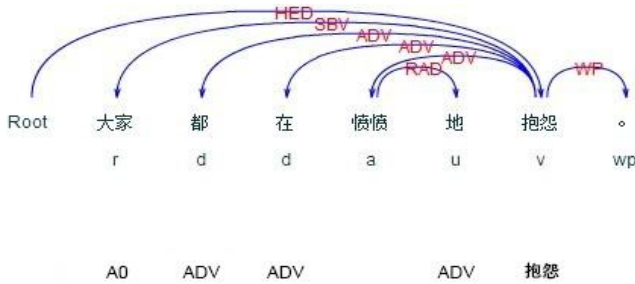 HED
SBV
ADV
ADV
ADV
RAD
WP
Root 大家 都 在 愤愤 地 抱怨 。
r d d a u v wp
A0 ADV ADV ADV 抱怨